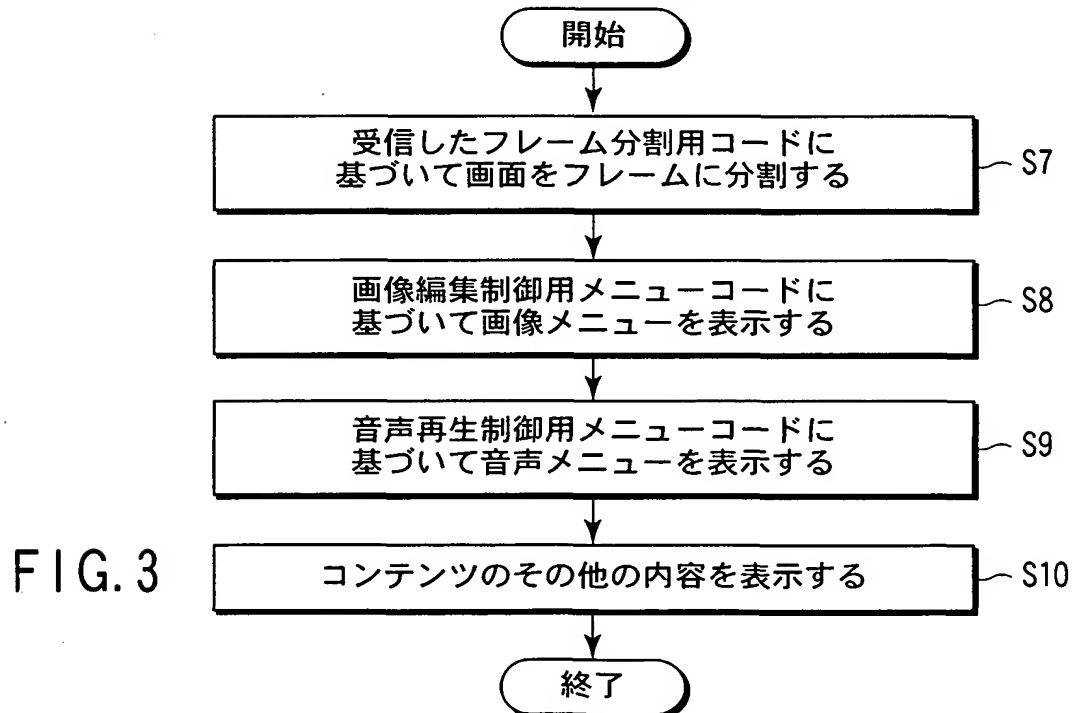 開始
受信したフレーム分割用コードに
基づいて画面をフレームに分割する
S7
画像編集制御用メニューコードに
基づいて画像メニューを表示する
S8
音声再生制御用メニューコードに
基づいて音声メニューを表示する
S9
FIG.3
コンテンツのその他の内容を表示する
S10
終了